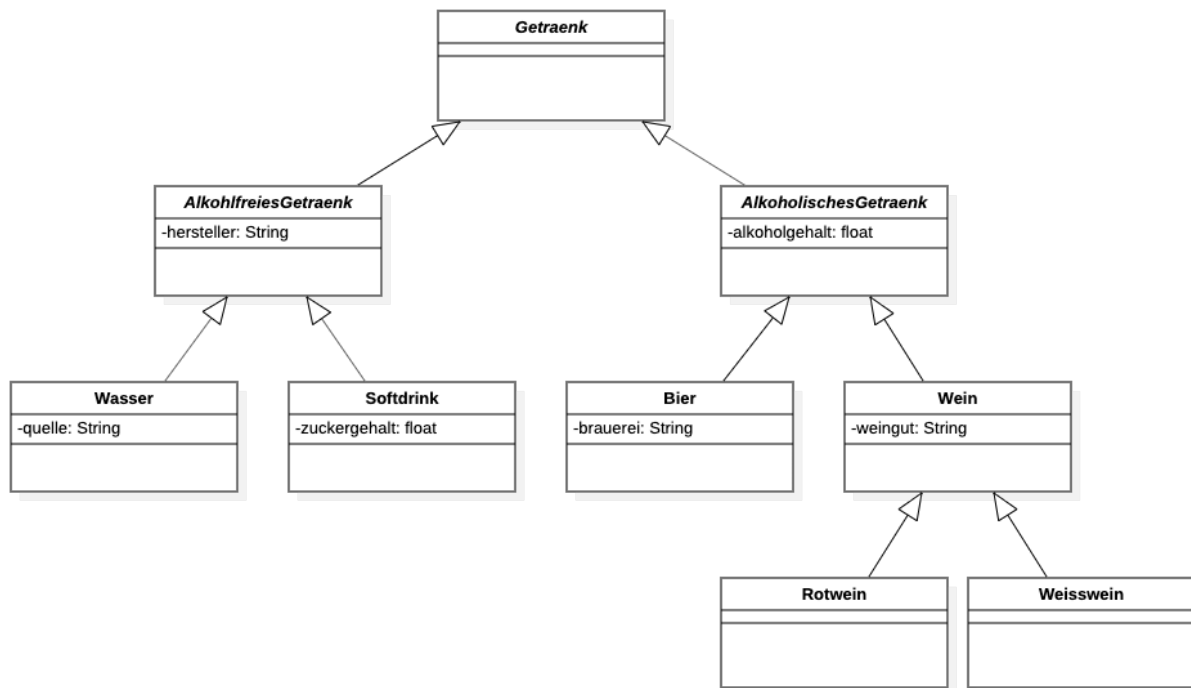 Getraenk
AlkohlfreiesGetraenk
-hersteller: String
AlkoholischesGetraenk
-alkoholgehalt: float
Wasser
-quelle: String
Softdrink
-zuckergehalt: float
Bier
-brauerei: String
Wein
-weingut: String
Rotwein
Weisswein